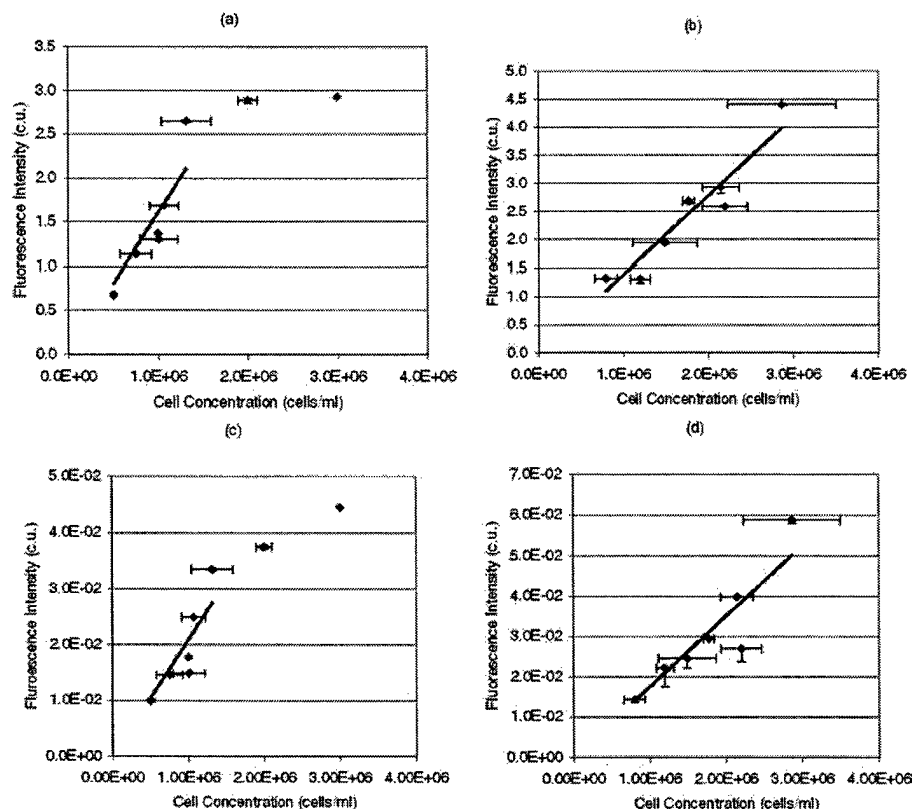 (a)
Fluorescence Intensity (c.u.)
3.5
3.0
2.5
2.0
1.5
1.0
0.5
0.0
0.0E+00 1.0E+06 2.0E+06 3.0E+06 4.0E+06
Cell Concentration (cells/ml)
(b)
Fluorescence Intensity (c.u.)
5.0
4.5
4.0
3.5
3.0
2.5
2.0
1.5
1.0
0.5
0.0
0.0E+00 1.0E+06 2.0E+06 3.0E+06 4.0E+06
Cell Concentration (cells/ml)
(c)
Fluroescence Intensity (c.u.)
5.0E-02
4.0E-02
3.0E-02
2.0E-02
1.0E-02
0.0E+00
0.00E+00 1.00E+06 2.00E+06 3.00E+06 4.00E+06
Cell Concentration (cells/ml)
(d)
Fluorescence Intensity (c.u.)
7.0E-02
6.0E-02
5.0E-02
4.0E-02
3.0E-02
2.0E-02
1.0E-02
0.0E+00
0.00E+00 1.00E+06 2.00E+06 3.00E+06 4.00E+06
Cell Concentration (cells/ml)